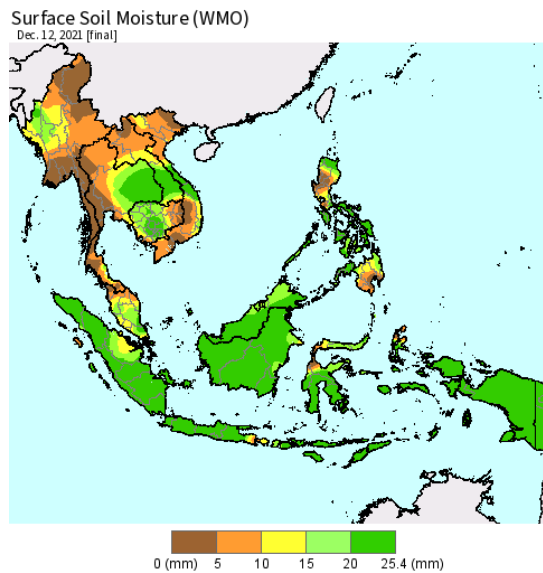 Surface Soil Moisture (WMO)
Dec. 12, 2021 [final]
0 (mm) 5 10 15 20 25.4 (mm)